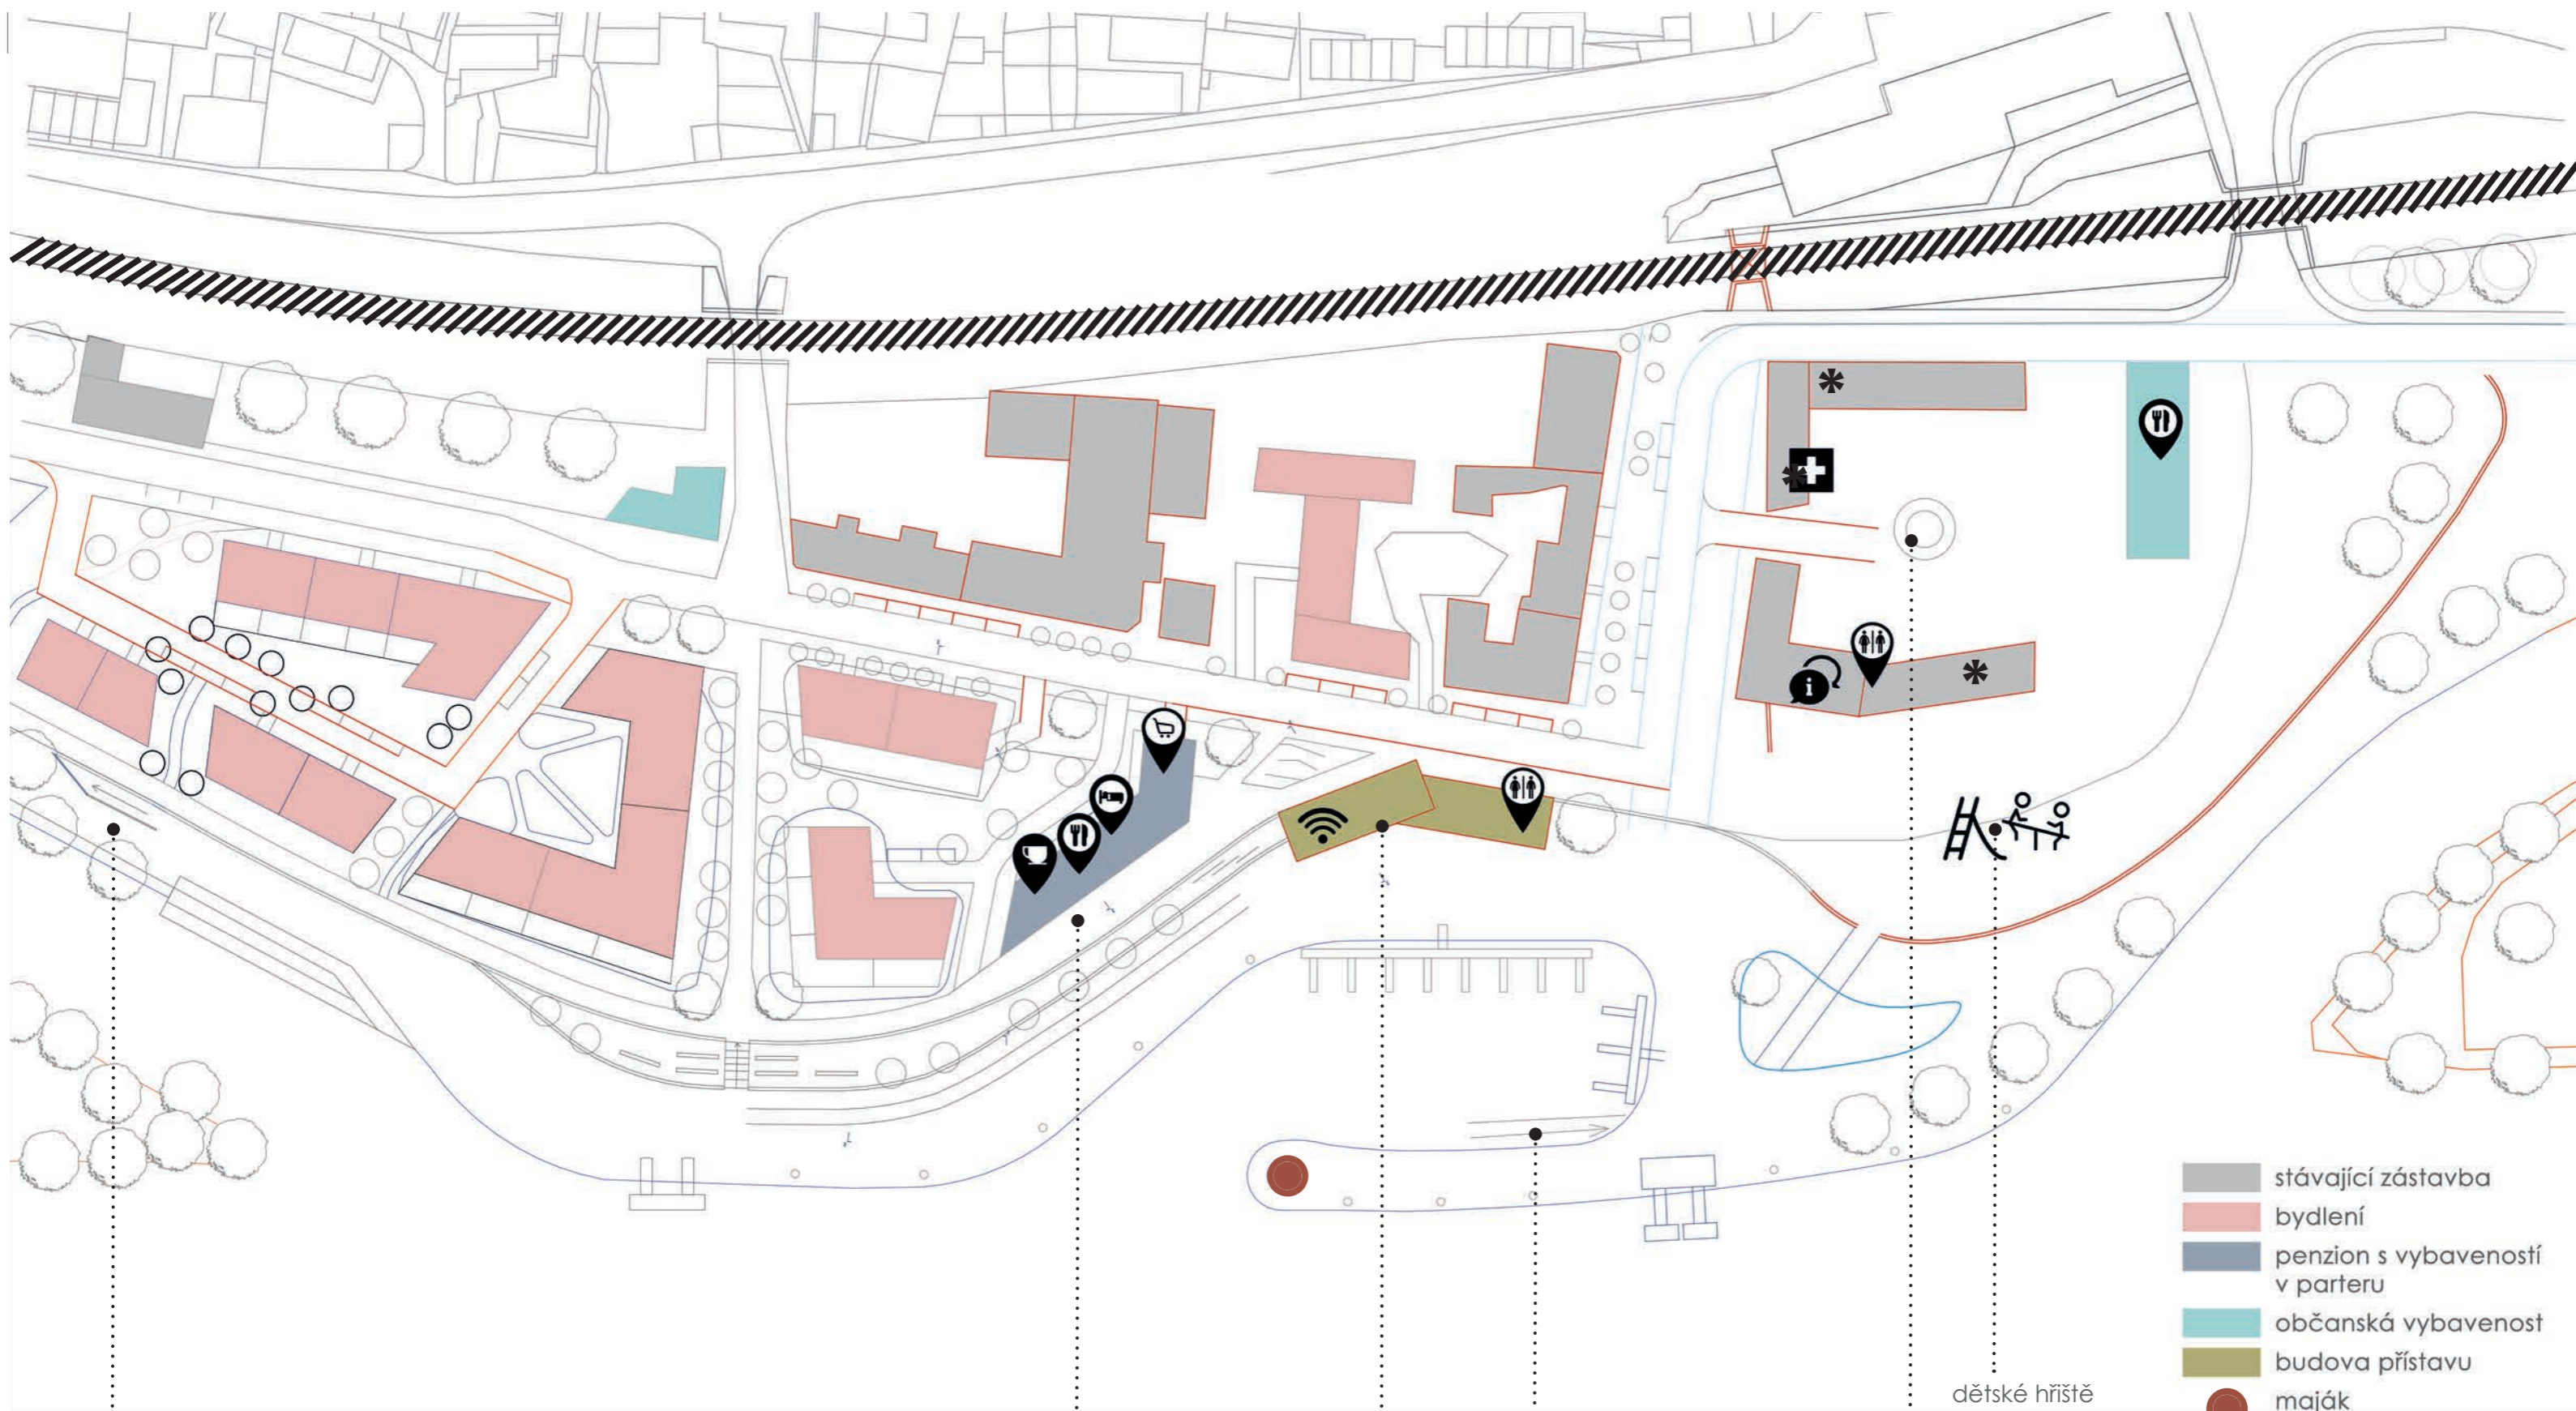 stávající zástavba
bydlení
penzion s vybaveností
v parteru
občanská vybavenost
budova přístavu
dětské hřiště
maják